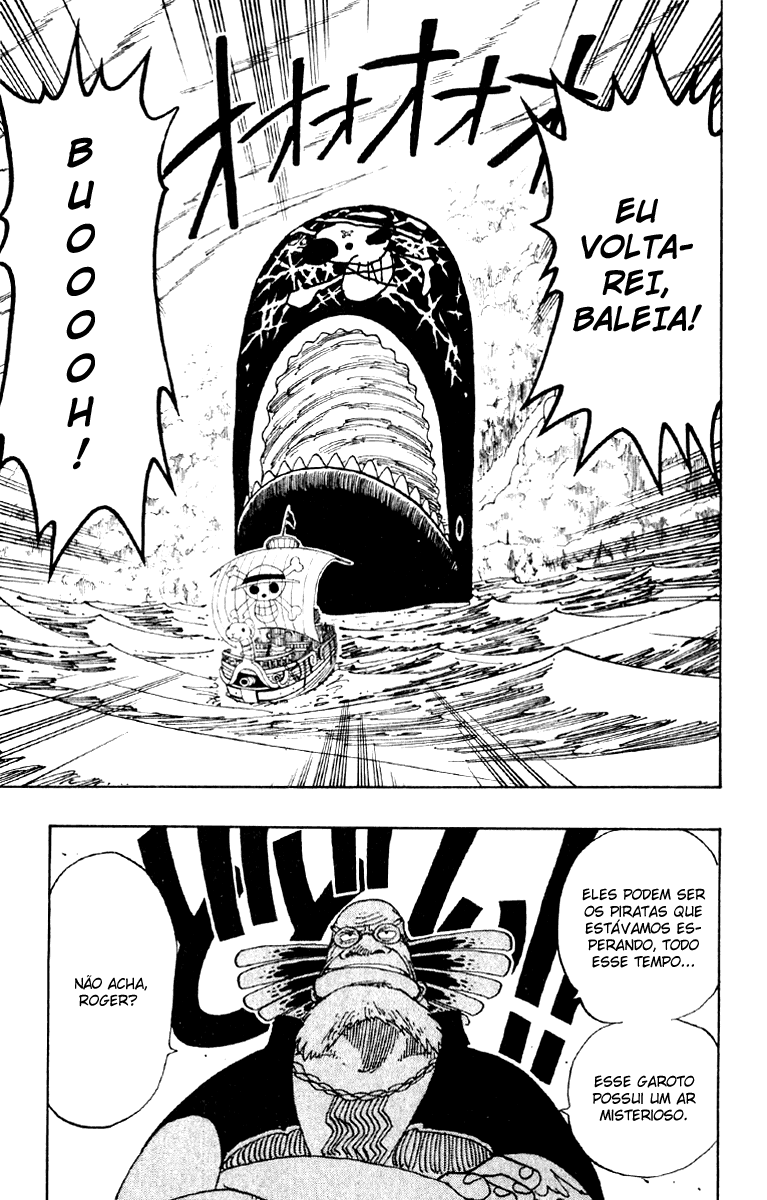 EU
VOLTA-
REI,
BALEIA!
オオオオオオ
BUOOOOOH!
ELES PODEM SER
OS PIRATAS QUE
ESTÁVAMOS ES-
PERANDO, TODO
ESSE TEMPO...
ESSE GAROTO
POSSUI UM AR
MISTERIOSO.
NÃO ACHA,
ROGER?